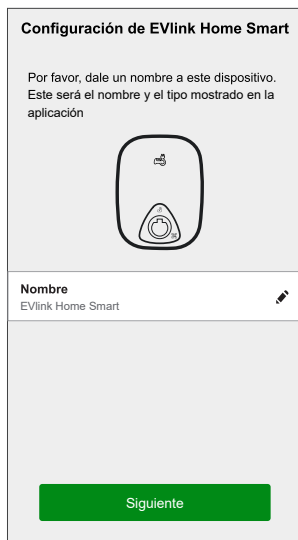 Configuración de EVlink Home Smart
Por favor, dale un nombre a este dispositivo.
Este será el nombre y el tipo mostrado en la
aplicación
Nombre
EVlink Home Smart
Siguiente